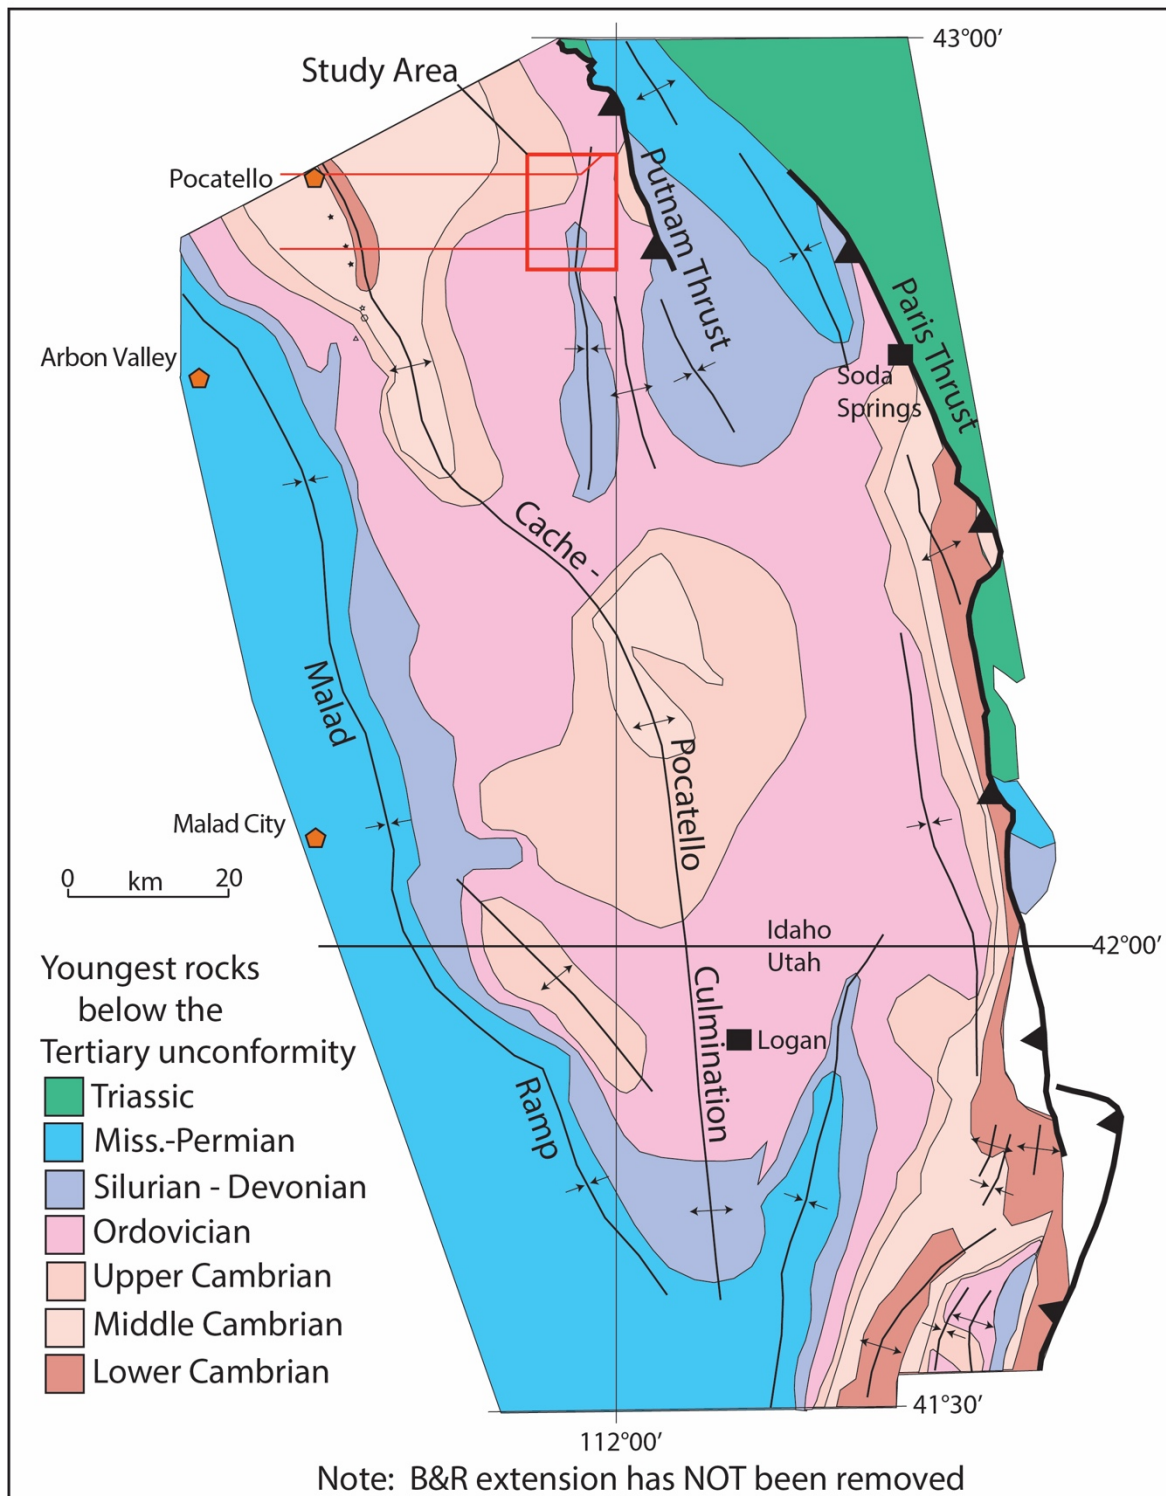 43°00’
Study Area
Pocatello
Putnam Thrust
Paris Thrust
Arbon Valley
Soda
Springs
Cache -
Malad
Pocatello
Malad City
0 km 20
Idaho
Utah
42°00’
Culmination
Logan
Ramp
Youngest rocks
below the
Tertiary unconformity
Triassic
Miss.-Permian
Silurian - Devonian
Ordovician
Upper Cambrian
Middle Cambrian
Lower Cambrian
41°30’
112°00’
Note: B&R extension has NOT been removed